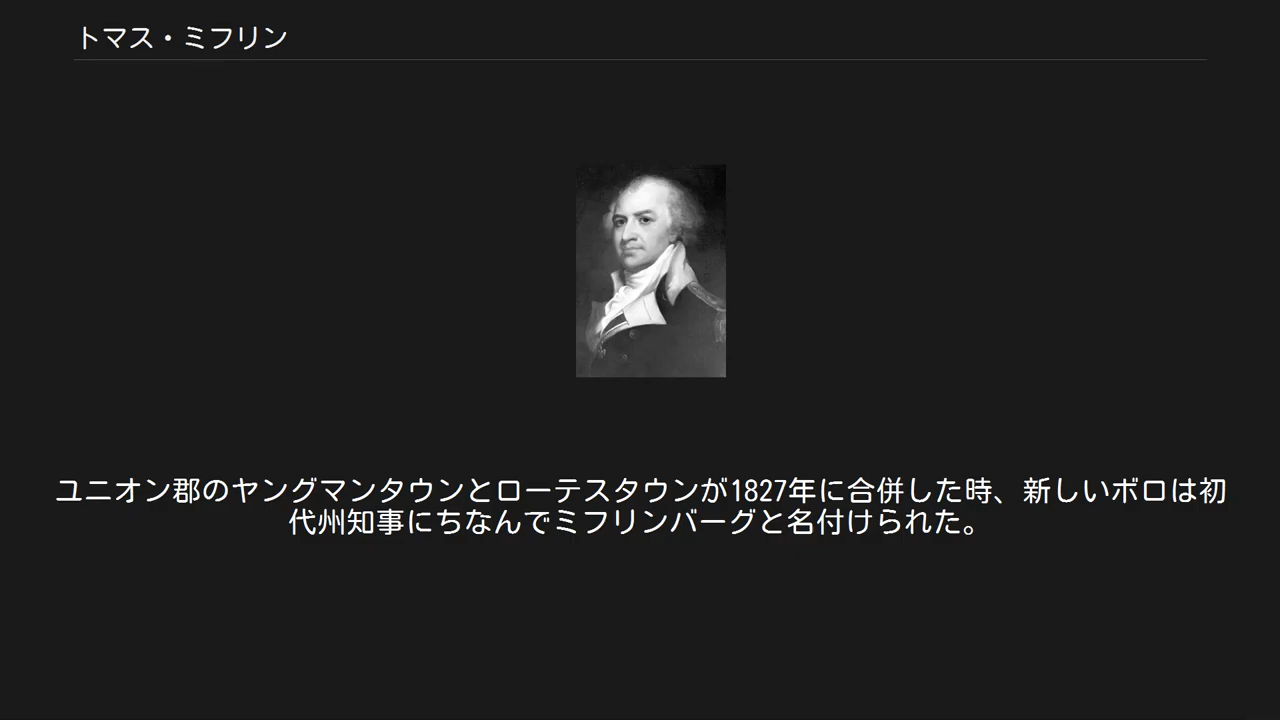 トマス・ミフリン
ユニオン郡のヤングマンタウンとローテスタウンが1827年に合併した時、新しいボロは初
代州知事にちなんでミフリンバーグと名付けられた。